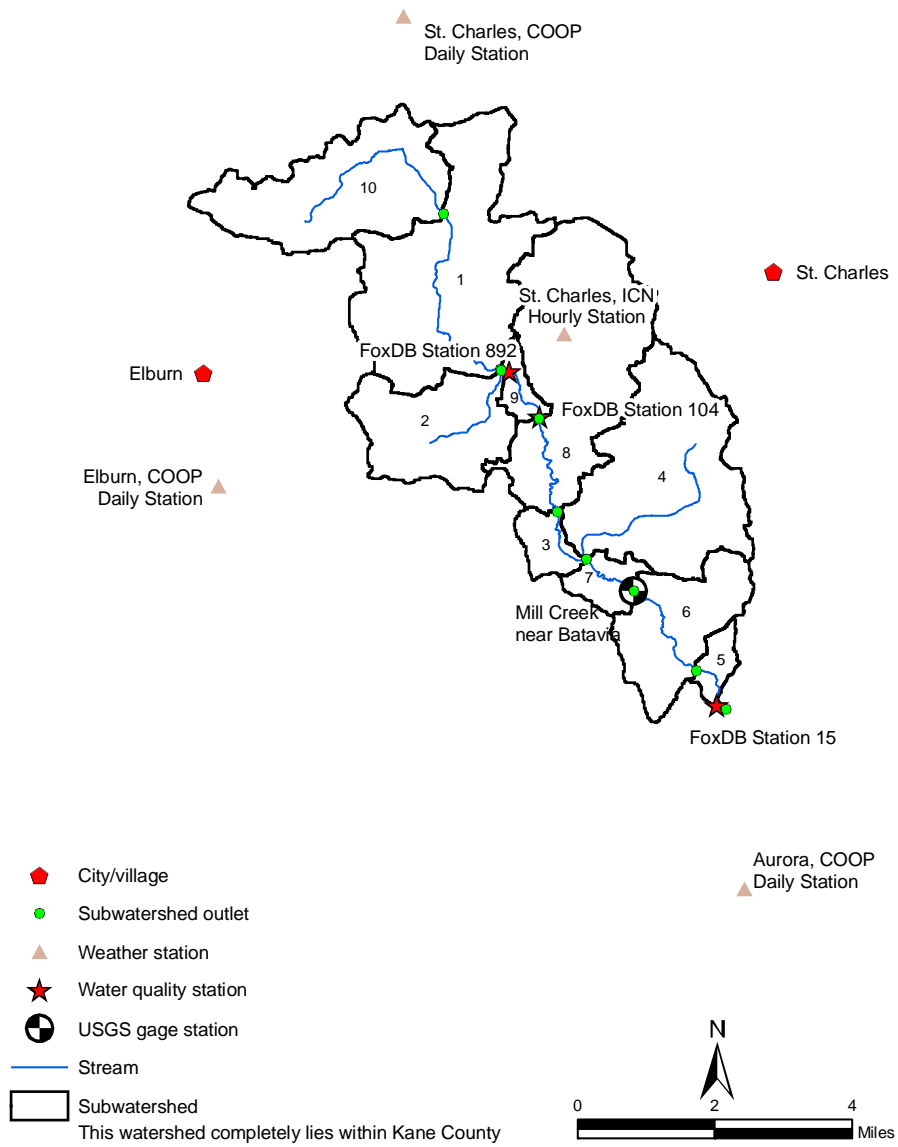 St. Charles, COOP
Daily Station
10
1
St. Charles
St. Charles, ICN
Hourly Station
FoxDB Station 892
Elburn
9
FoxDB Station 104
2
8
Elburn, COOP
Daily Station
4
3
7
Mill Creek
near Batavia
6
5
FoxDB Station 15
Aurora, COOP
Daily Station
City/village
Subwatershed outlet
Weather station
Water quality station
USGS gage station
Stream
Subwatershed
This watershed completely lies within Kane County
N
0 2 4
Miles